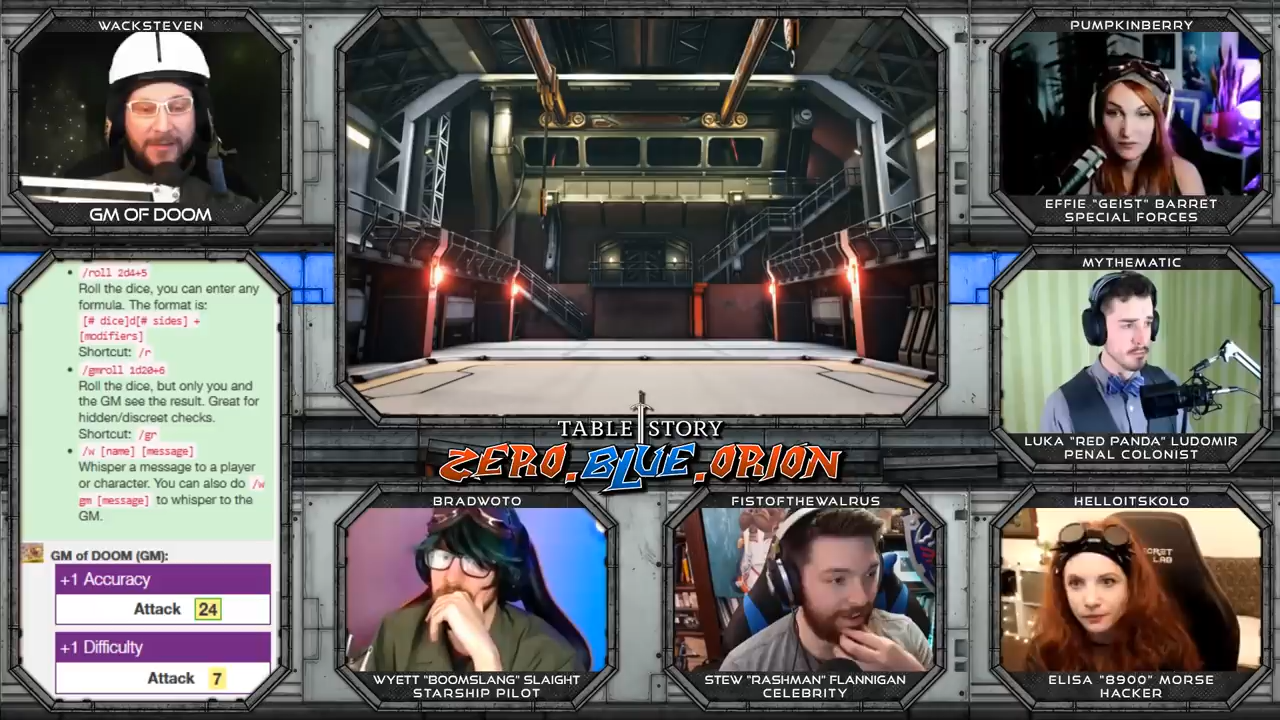 WACKSTEVEN
GM OF DOOM
/roll 2d4+5
Roll the dice, you can enter any
formula. The format is:
[# dice]d[# sides] +
[modifiers]
Shortcut: /r
/gmroll 1d20+6
Roll the dice, but only you and
the GM see the result. Great for
hidden/discreet checks.
Shortcut: /gr
/w [name] [message]
Whisper a message to a player
or character. You can also do /w
gm [message] to whisper to the
GM.
GM of DOOM (GM):
+1 Accuracy
Attack 24
+1 Difficulty
Attack 7
TABLE STORY
ZERO.BLUE.ORION
PUMPKINBERRY
EFFIE "GEIST" BARRET
SPECIAL FORCES
MYTHEMATIC
LUKA "RED PANDA" LUDOMIR
PENAL COLONIST
BRADWOTO
WYETT "BOOMSLANG" SLAIGHT
STARSHIP PILOT
FISTOFTHEWALRUS
STEW "RASHMAN" FLANNIGAN
CELEBRITY
HELLOITSKOLO
SECRET
LAB
ELISA "B900" MORSE
HACKER